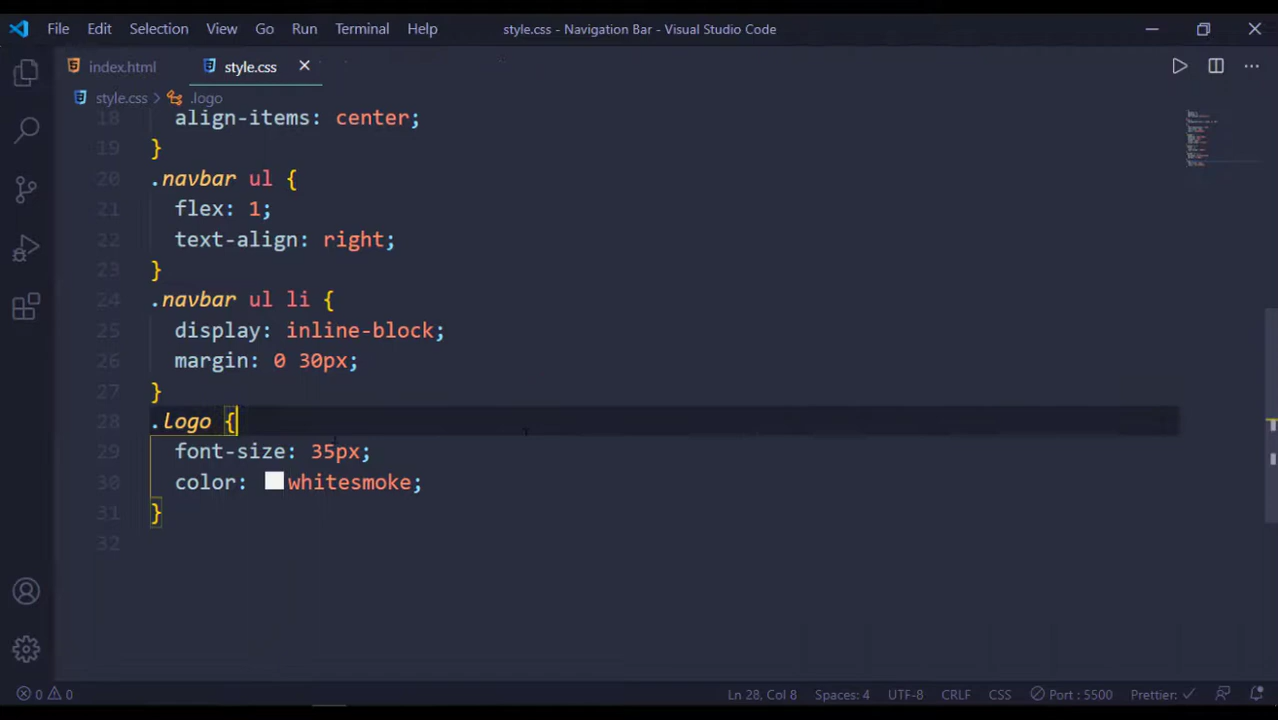 File Edit Selection View Go Run Terminal Help style.css - Navigation Bar - Visual Studio Code
index.html style.css
style.css > .logo
18 align-items: center;
19 }
20 .navbar ul {
21 flex: 1;
22 text-align: right;
23 }
24 .navbar ul li {
25 display: inline-block;
26 margin: 0 30px;
27 }
28 .logo {
29 font-size: 35px;
30 color: whitesmoke;
31 }
32
0 0 Ln 28, Col 8 Spaces: 4 UTF-8 CRLF CSS Port : 5500 Prettier: ✓